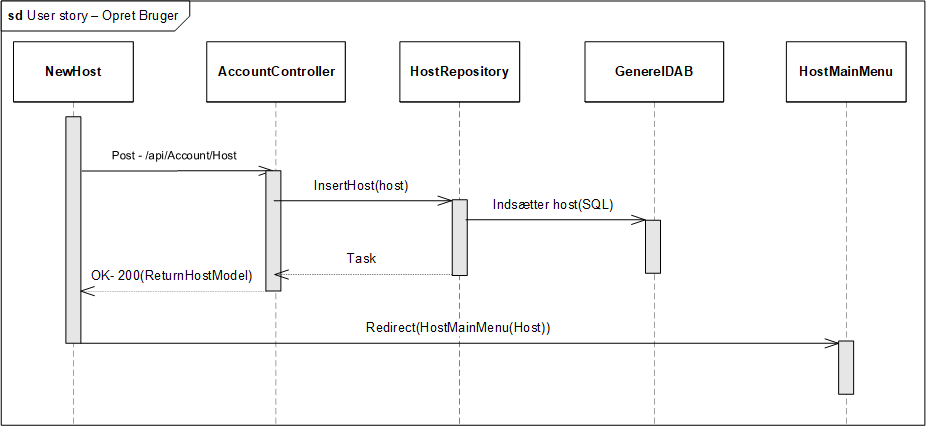 sd User story – Opret Bruger
NewHost
AccountController
HostRepository
GenerelDAB
HostMainMenu
Post - /api/Account/Host
InsertHost(host)
Indsætter host(SQL)
Task
OK- 200(ReturnHostModel)
Redirect(HostMainMenu(Host))